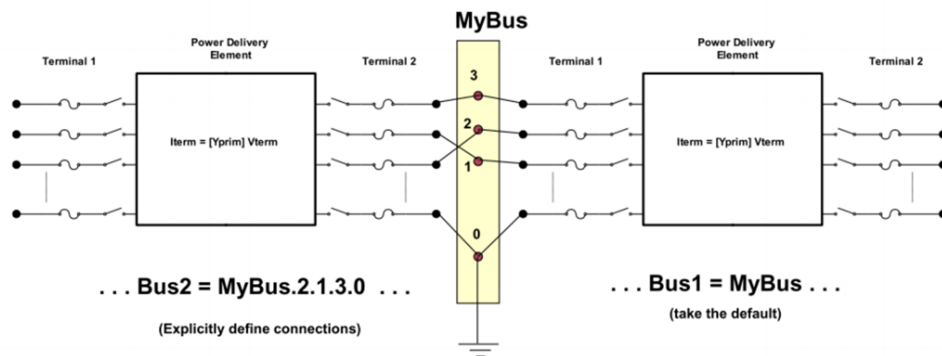 MyBus
Power Delivery
Element
Power Delivery
Element
Terminal 1
Terminal 2
Terminal 1
Terminal 2
3
2
1
0
Iterm = [Yprim] Vterm
Iterm = [Yprim] Vterm
. . . Bus2 = MyBus.2.1.3.0 . . .
(Explicitly define connections)
. . . Bus1 = MyBus . . .
(take the default)